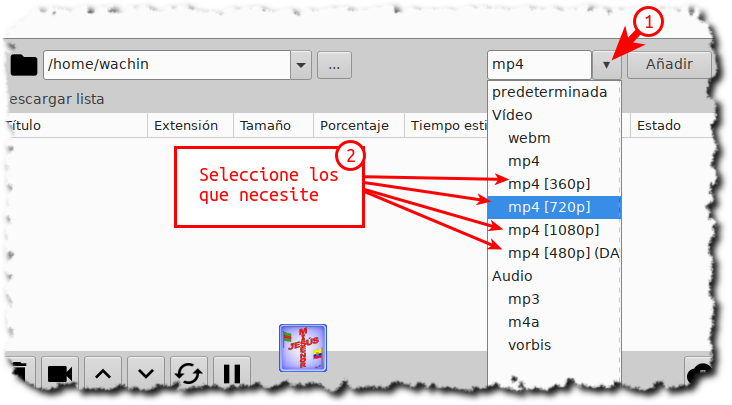 1
/home/wachin
...
mp4
Añadir
escargar lista
Título
Extensión
Tamaño
Porcentaje
Tiempo esti
Estado
predeterminada
Vídeo
webm
mp4
mp4 [360p]
mp4 [720p]
mp4 [1080p]
mp4 [480p] (DA
Audio
mp3
m4a
vorbis
2
Seleccione los
que necesite
JESÚS